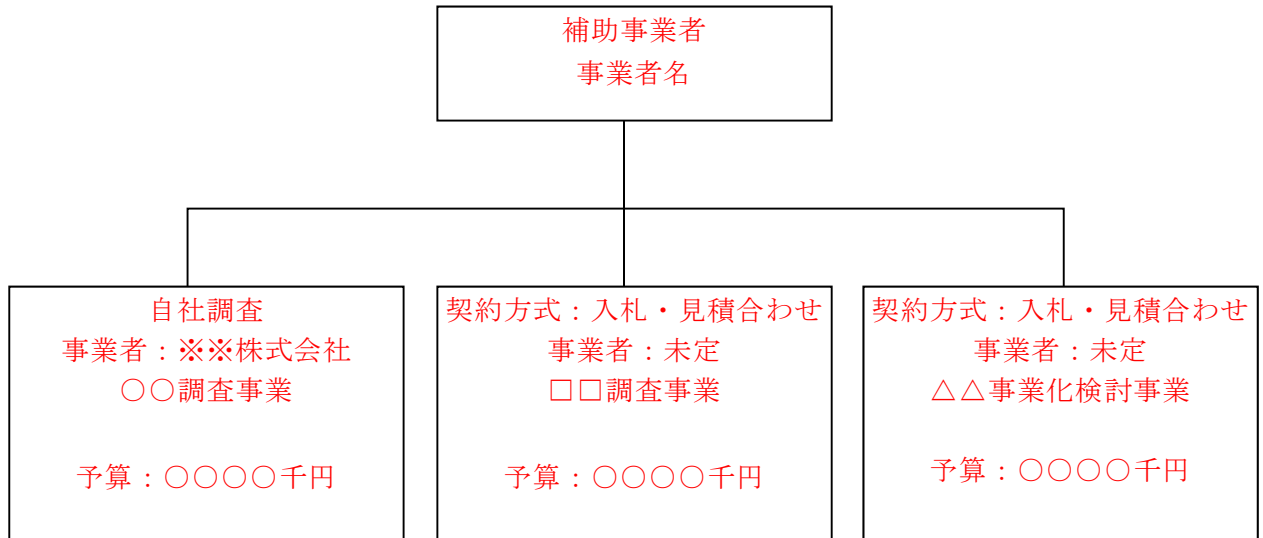 補助事業者
事業者名
自社調査
事業者：※※株式会社
○○調査事業
予算：○○○○千円
契約方式：入札・見積合わせ
事業者：未定
□□調査事業
予算：○○○○千円
契約方式：入札・見積合わせ
事業者：未定
△△事業化検討事業
予算：○○○○千円